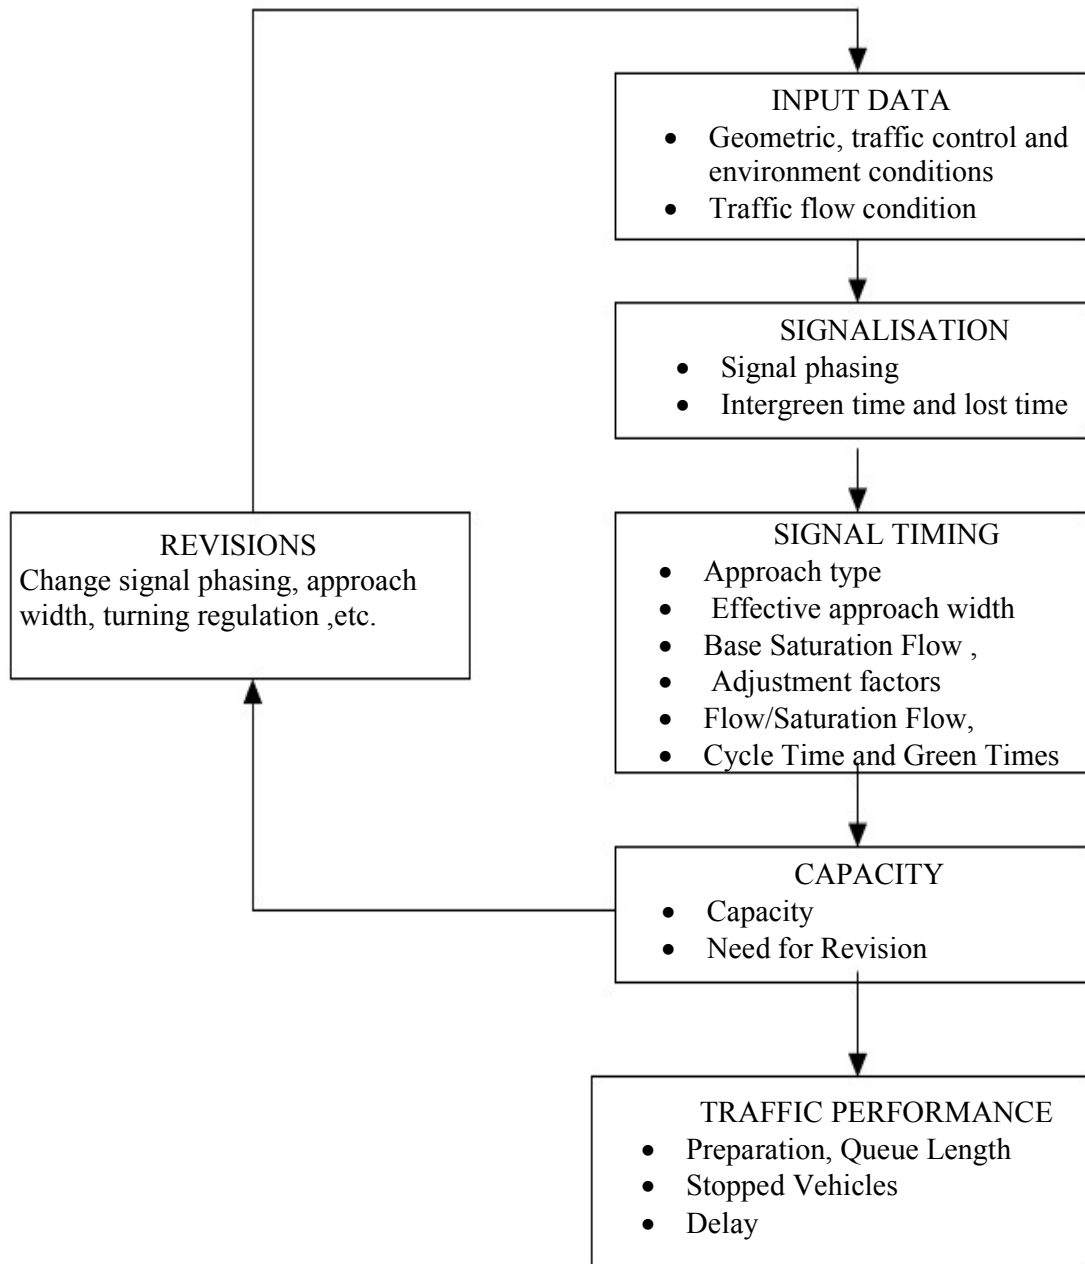 INPUT DATA
• Geometric, traffic control and
environment conditions
• Traffic flow condition
SIGNALISATION
• Signal phasing
• Intergreen time and lost time
REVISIONS
Change signal phasing, approach
width, turning regulation ,etc.
SIGNAL TIMING
• Approach type
• Effective approach width
• Base Saturation Flow ,
• Adjustment factors
• Flow/Saturation Flow,
• Cycle Time and Green Times
CAPACITY
• Capacity
• Need for Revision
TRAFFIC PERFORMANCE
• Preparation, Queue Length
• Stopped Vehicles
• Delay